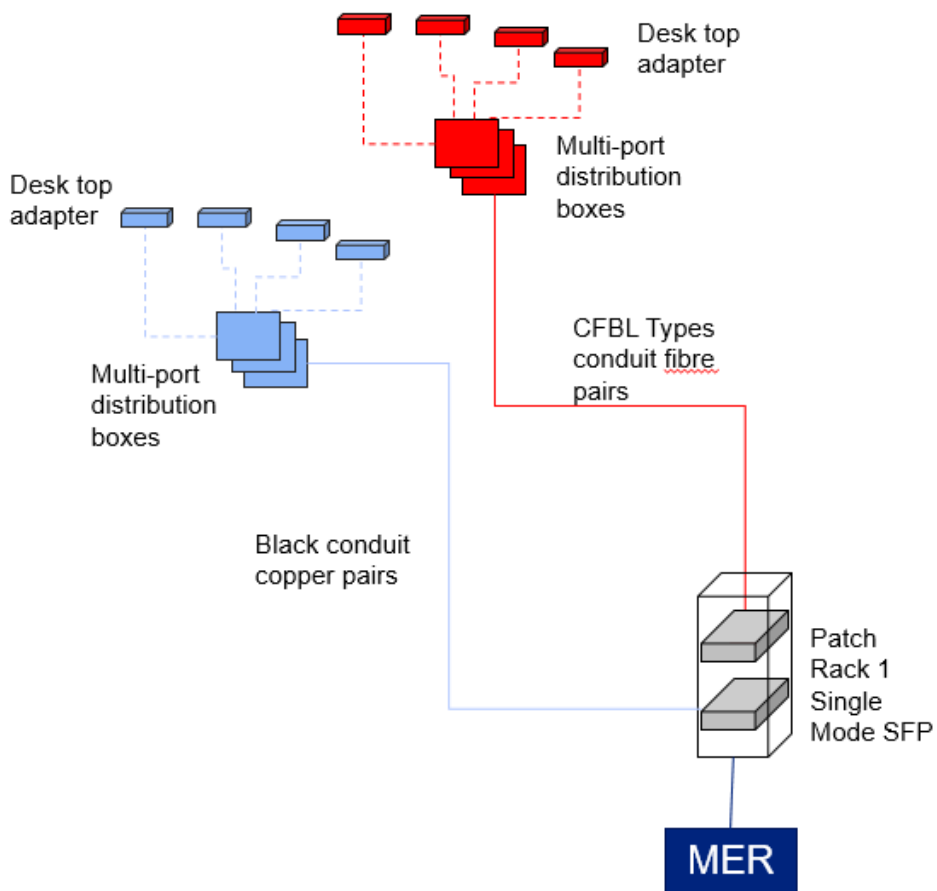 Desk top
adapter
Multi-port
distribution
boxes
Desk top
adapter
Multi-port
distribution
boxes
CFBL Types
conduit fibre
pairs
Black conduit
copper pairs
Patch
Rack 1
Single
Mode SFP
MER